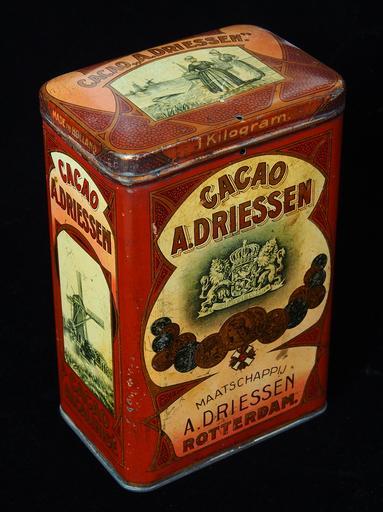 CACAO „A.DRIESSEN".
MADE IN HOLLAND
1 Kilogram.
CACAO
A.DRIESSEN
CACAO
A.DRIESSEN
MAATSCHAPPIJ
A.DRIESSEN
ROTTERDAM.